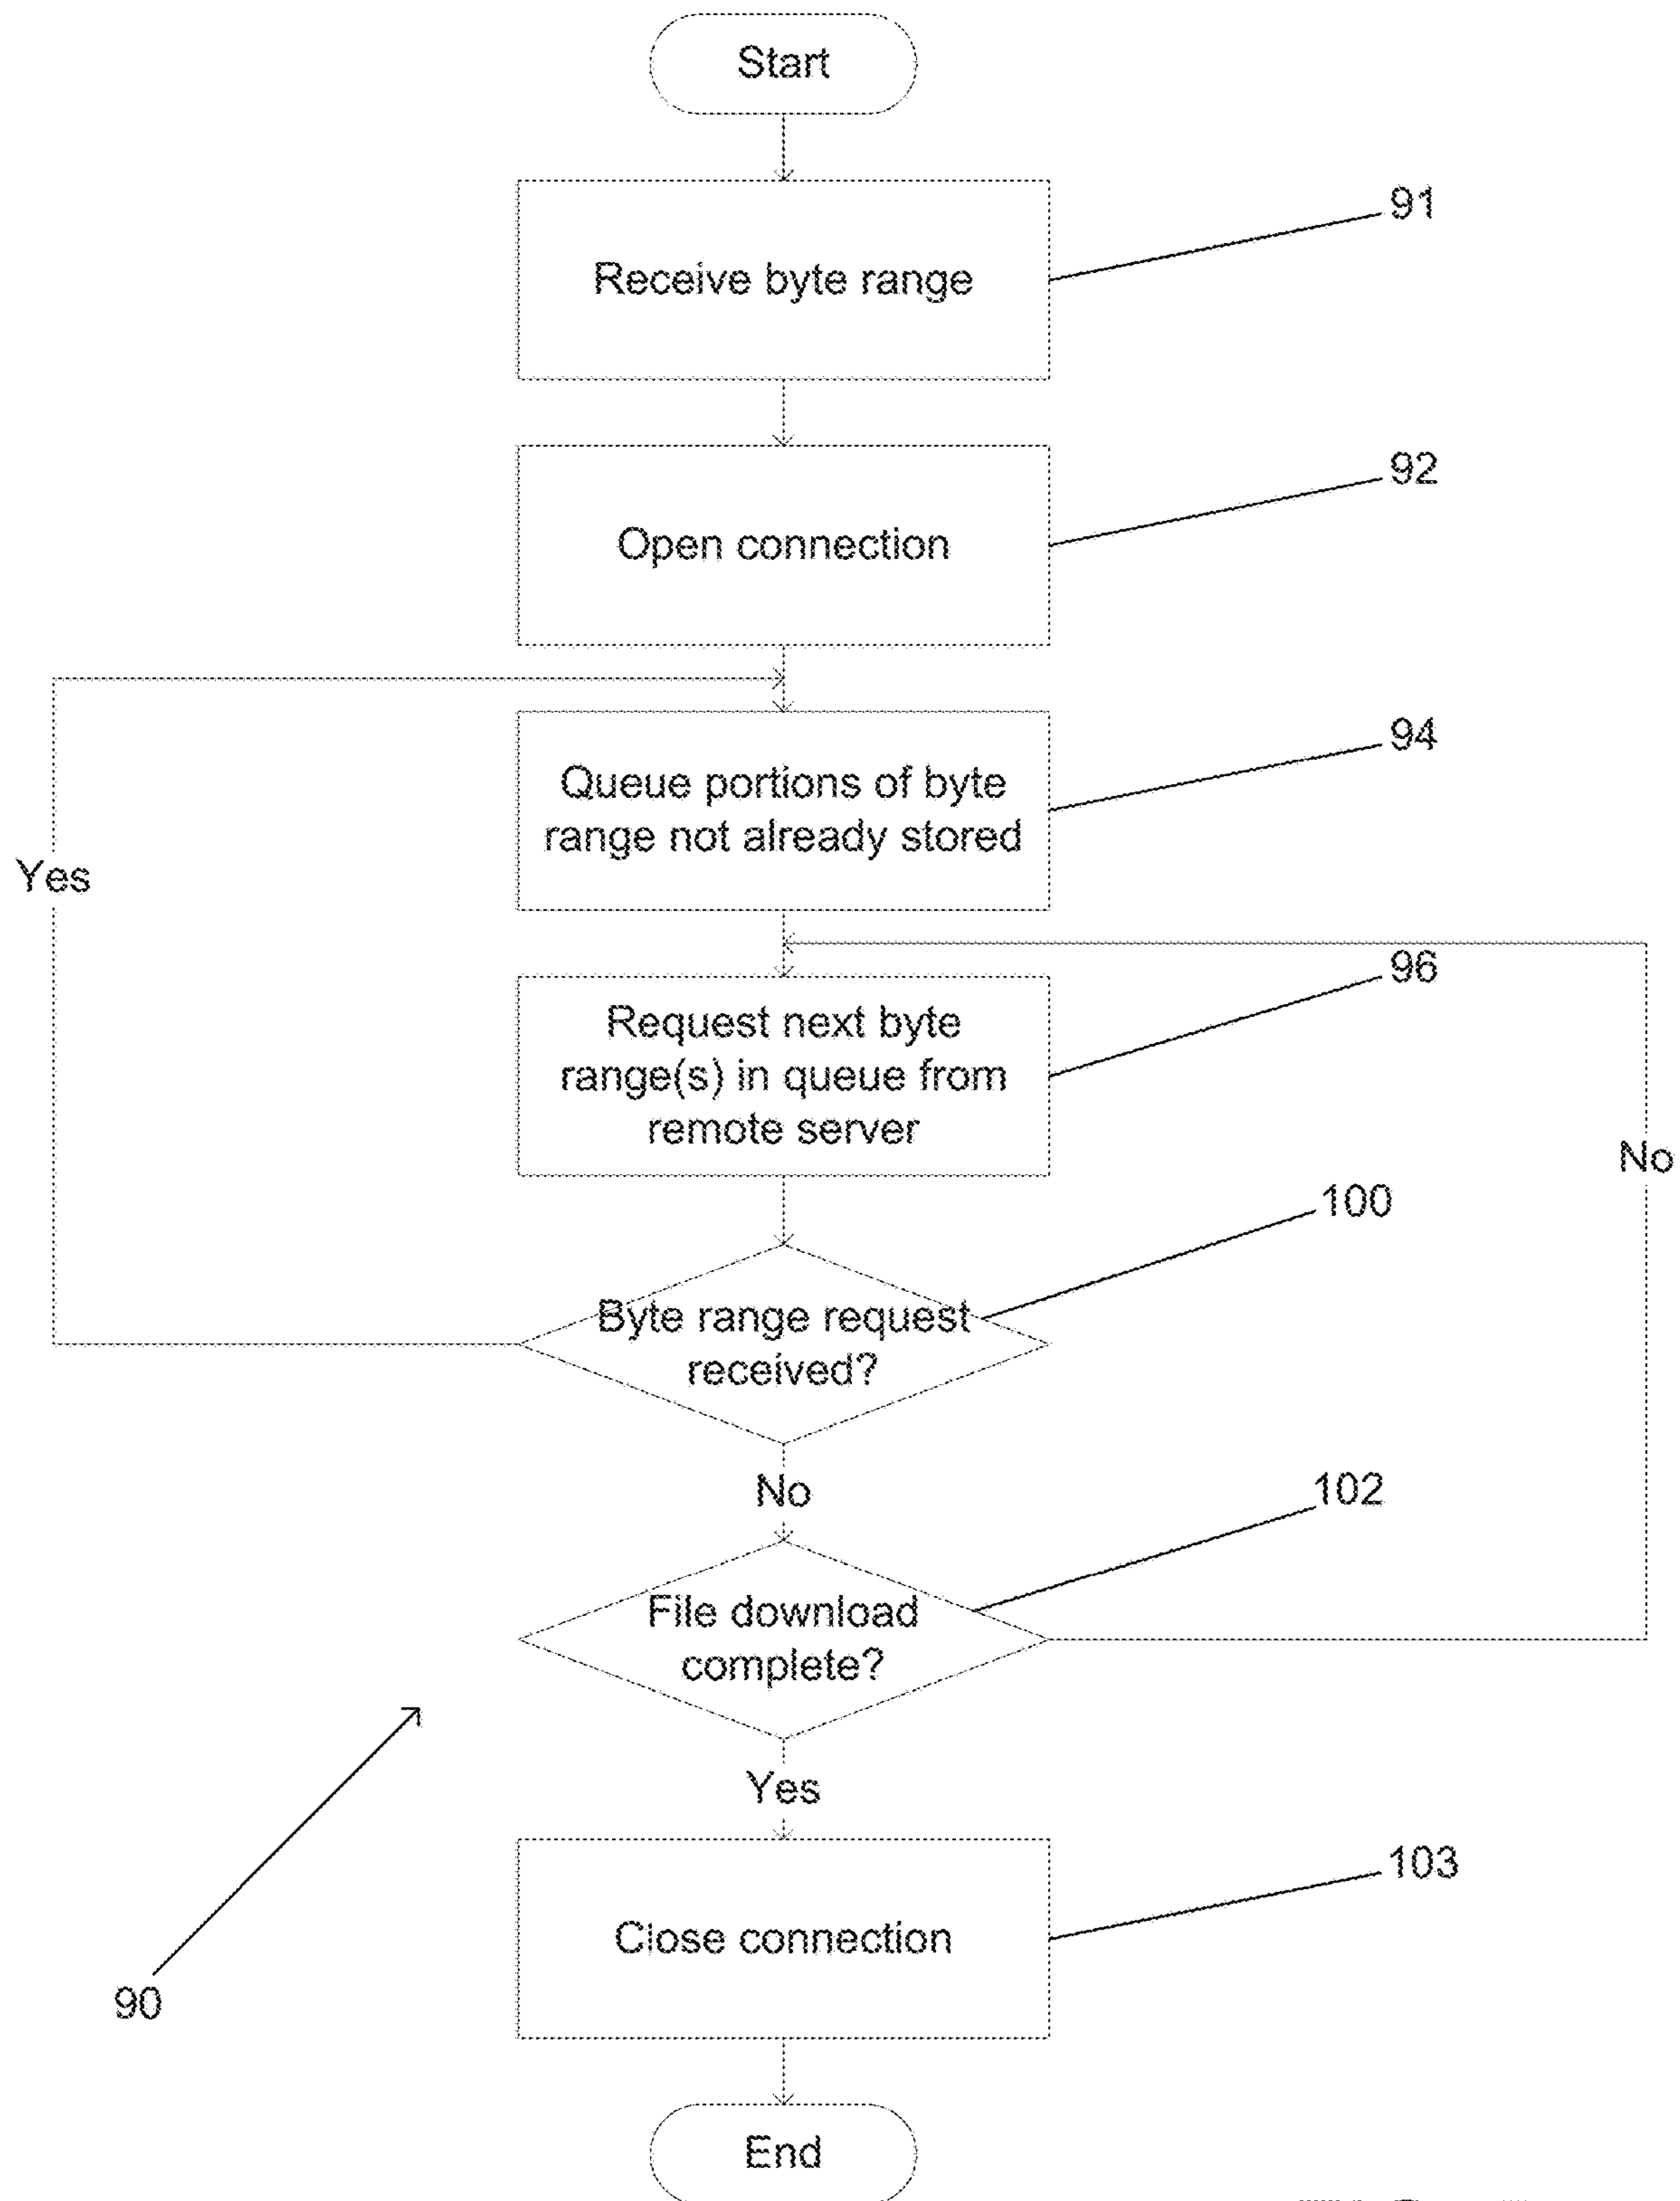 Start
Receive byte range
91
Open connection
92
Queue portions of byte
range not already stored
94
Yes
Request next byte
range(s) in queue from
remote server
96
No
Byte range request
received?
100
No
File download
complete?
102
Yes
Close connection
103
90
End